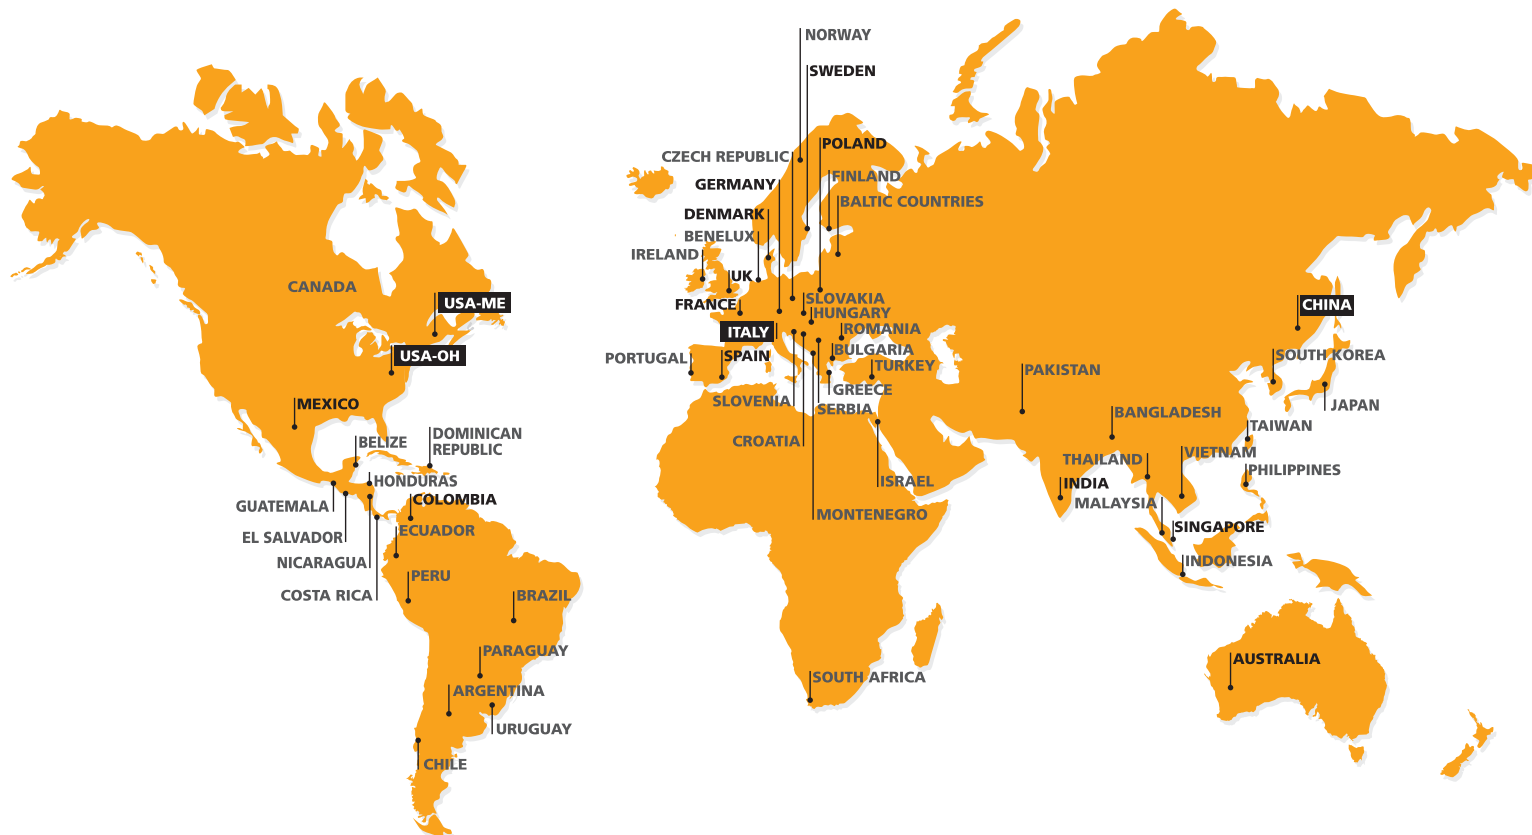 NORWAY
SWEDEN
POLAND
CZECH REPUBLIC
FINLAND
GERMANY
BALTIC COUNTRIES
DENMARK
BENELUX
IRELAND
UK
FRANCE
SLOVAKIA
HUNGARY
ITALY
ROMANIA
BULGARIA
PORTUGAL
SPAIN
TURKEY
GREECE
SLOVENIA
SERBIA
CROATIA
ISRAEL
MONTENEGRO
SOUTH AFRICA
CANADA
USA-ME
USA-OH
MEXICO
BELIZE
DOMINICAN
REPUBLIC
HONDURAS
COLOMBIA
GUATEMALA
ECUADOR
EL SALVADOR
NICARAGUA
PERU
COSTA RICA
BRAZIL
PARAGUAY
ARGENTINA
URUGUAY
CHILE
CHINA
SOUTH KOREA
PAKISTAN
JAPAN
BANGLADESH
TAIWAN
VIETNAM
THAILAND
PHILIPPINES
INDIA
MALAYSIA
SINGAPORE
INDONESIA
AUSTRALIA